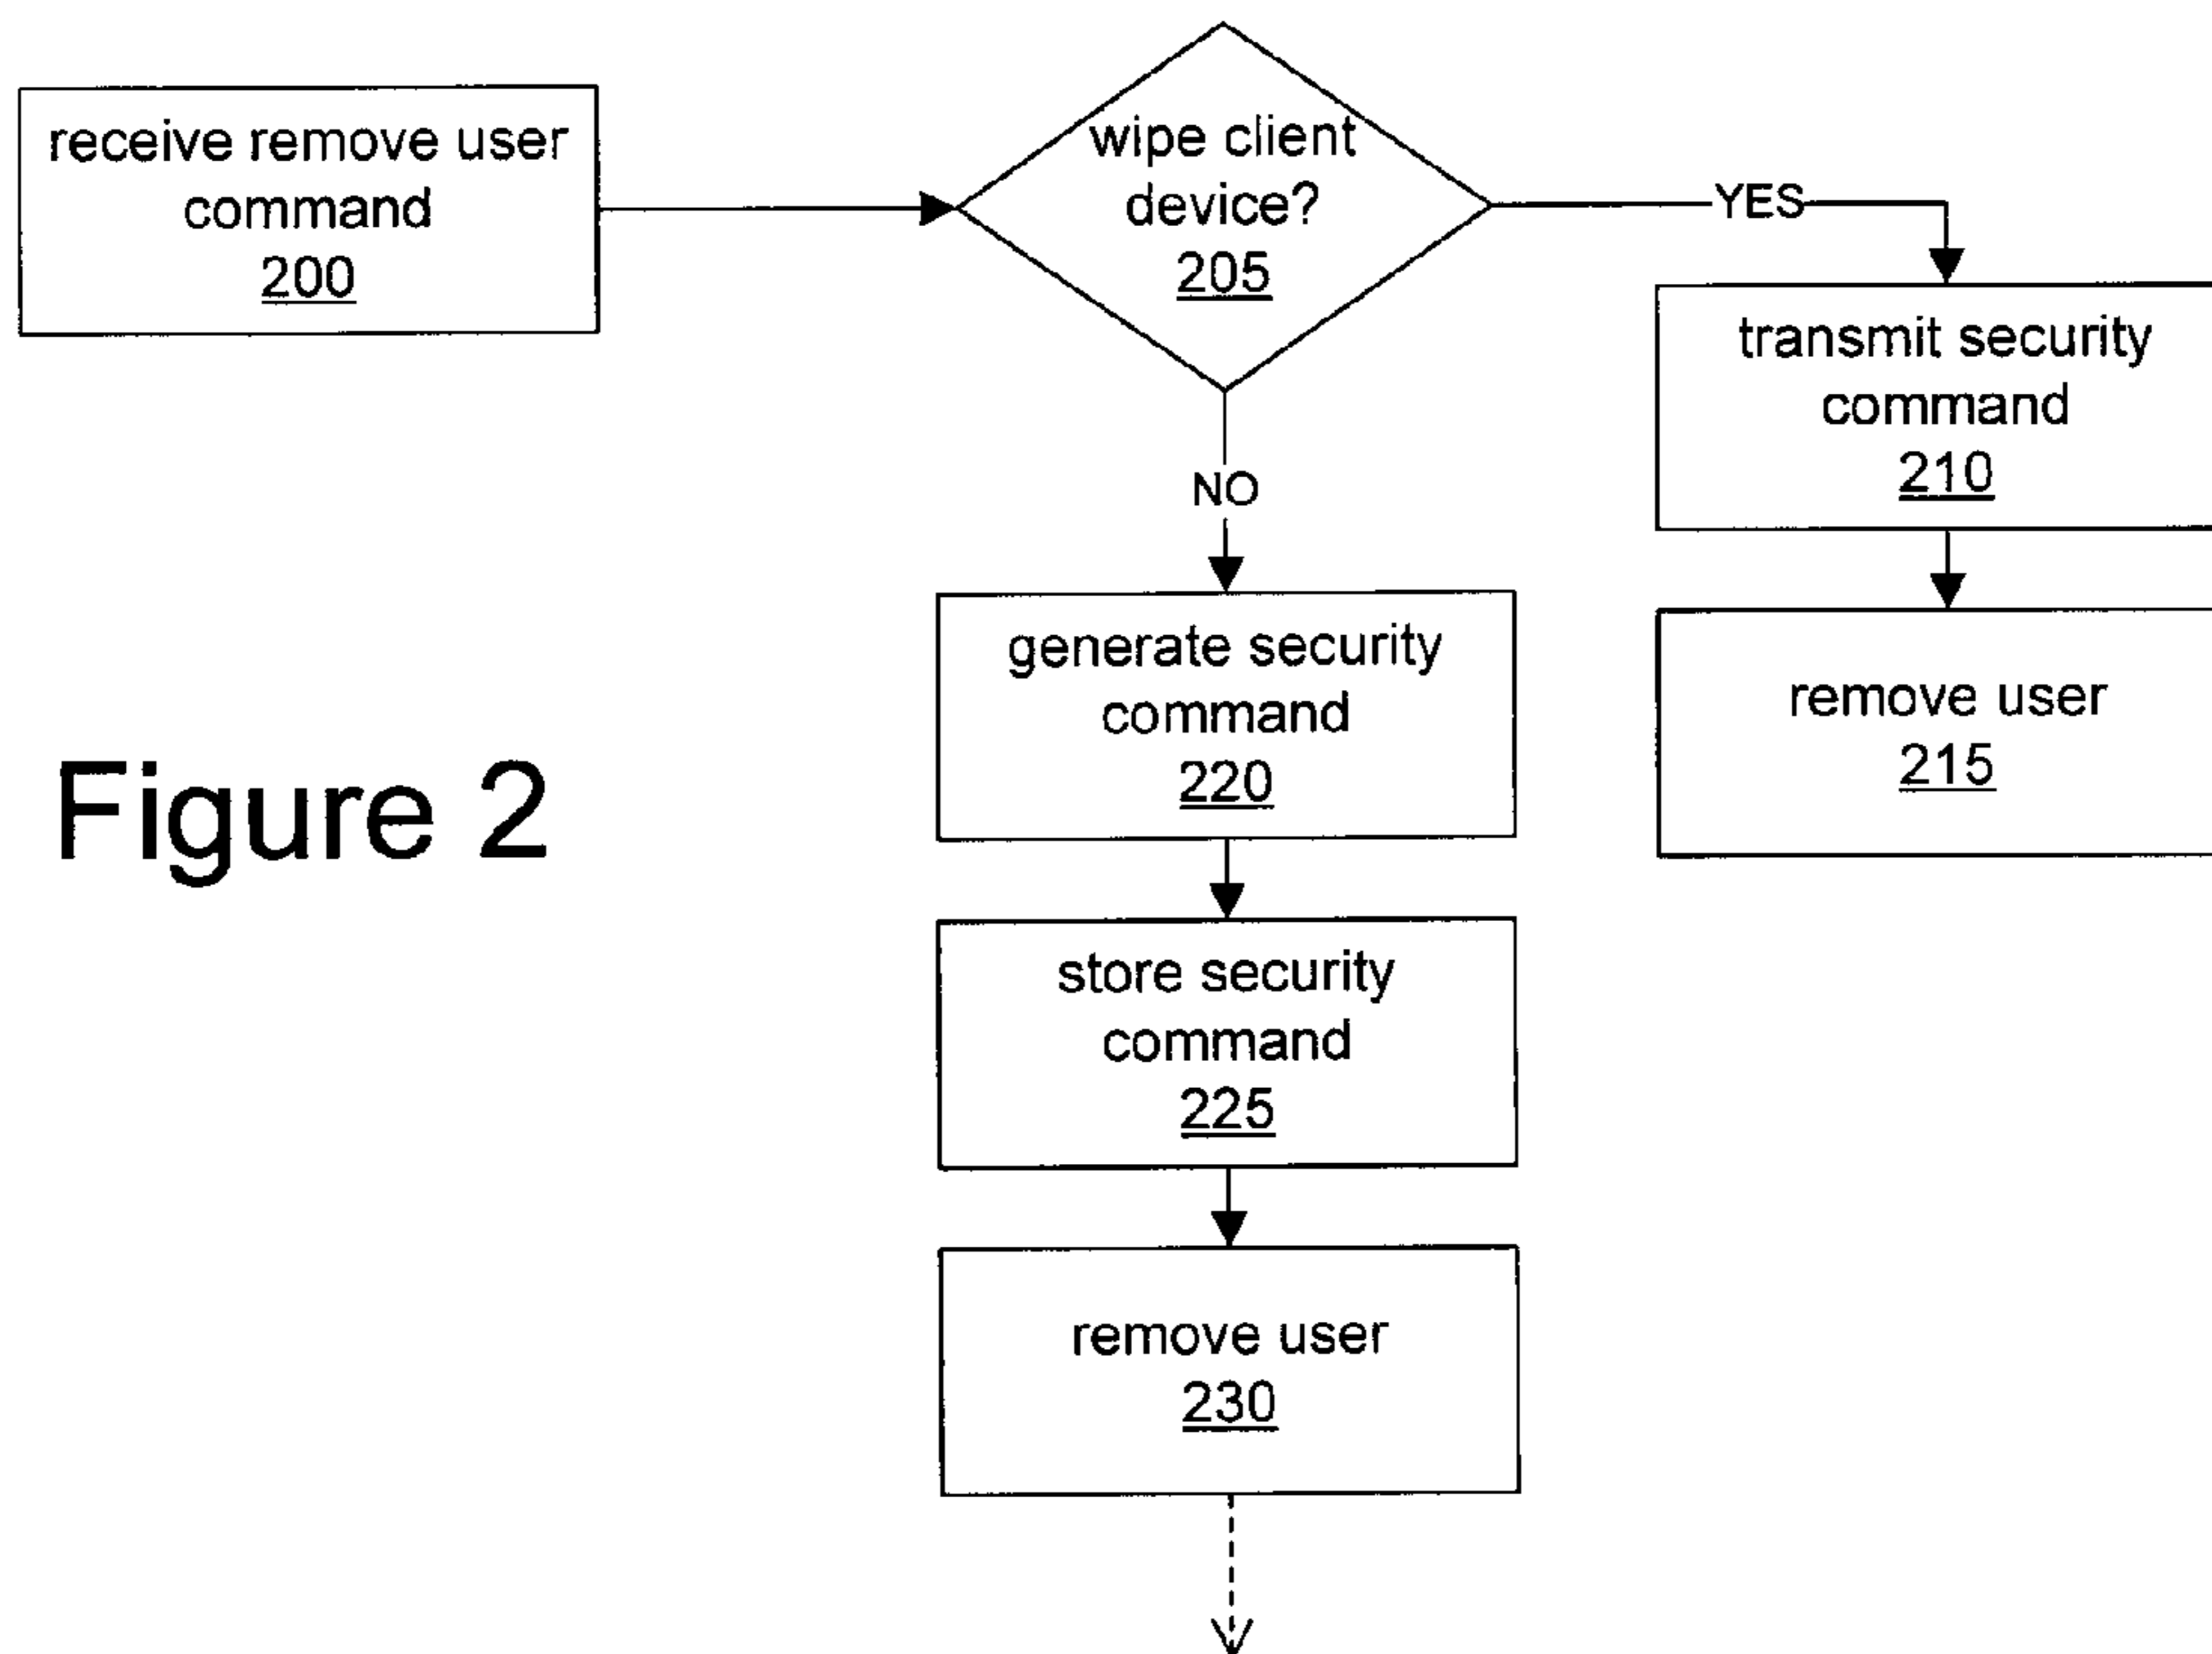 receive remove user
command
200
wipe client
device?
205
YES
transmit security
command
210
remove user
215
NO
generate security
command
220
store security
command
225
remove user
230
Figure 2